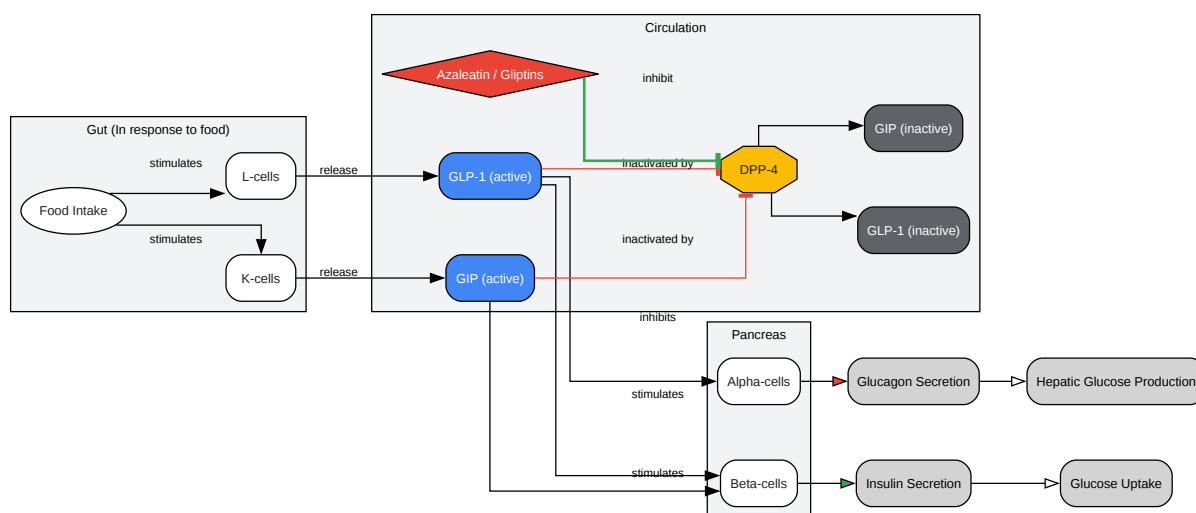 Circulation
Azaleatin / Gliptins
inhibit
GIP (inactive)
Gut (In response to food)
stimulates
L-cells
release
GLP-1 (active)
inactivated by
DPP-4
Food Intake
GLP-1 (inactive)
stimulates
inactivated by
K-cells
release
GIP (active)
inhibits
Pancreas
Alpha-cells
Glucagon Secretion
Hepatic Glucose Production
stimulates
stimulates
Beta-cells
Insulin Secretion
Glucose Uptake